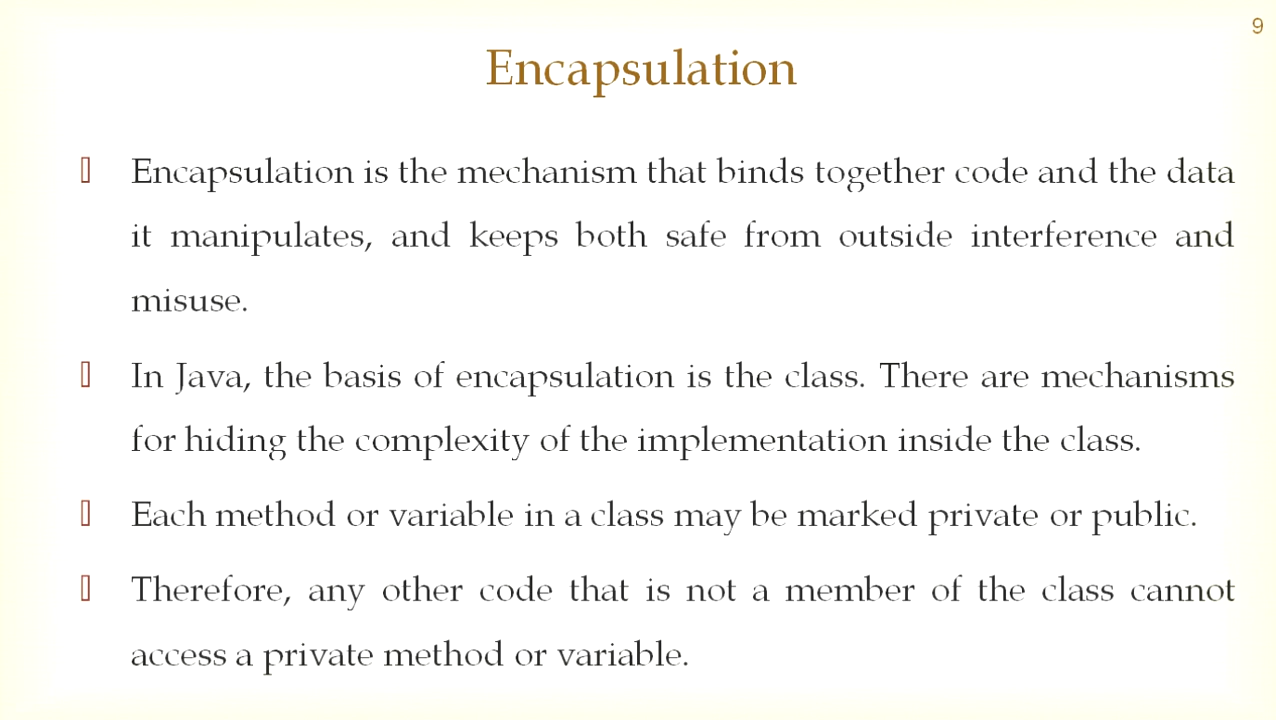 9
Encapsulation
Encapsulation is the mechanism that binds together code and the data
it manipulates, and keeps both safe from outside interference and
misuse.
In Java, the basis of encapsulation is the class. There are mechanisms
for hiding the complexity of the implementation inside the class.
Each method or variable in a class may be marked private or public.
Therefore, any other code that is not a member of the class cannot
access a private method or variable.